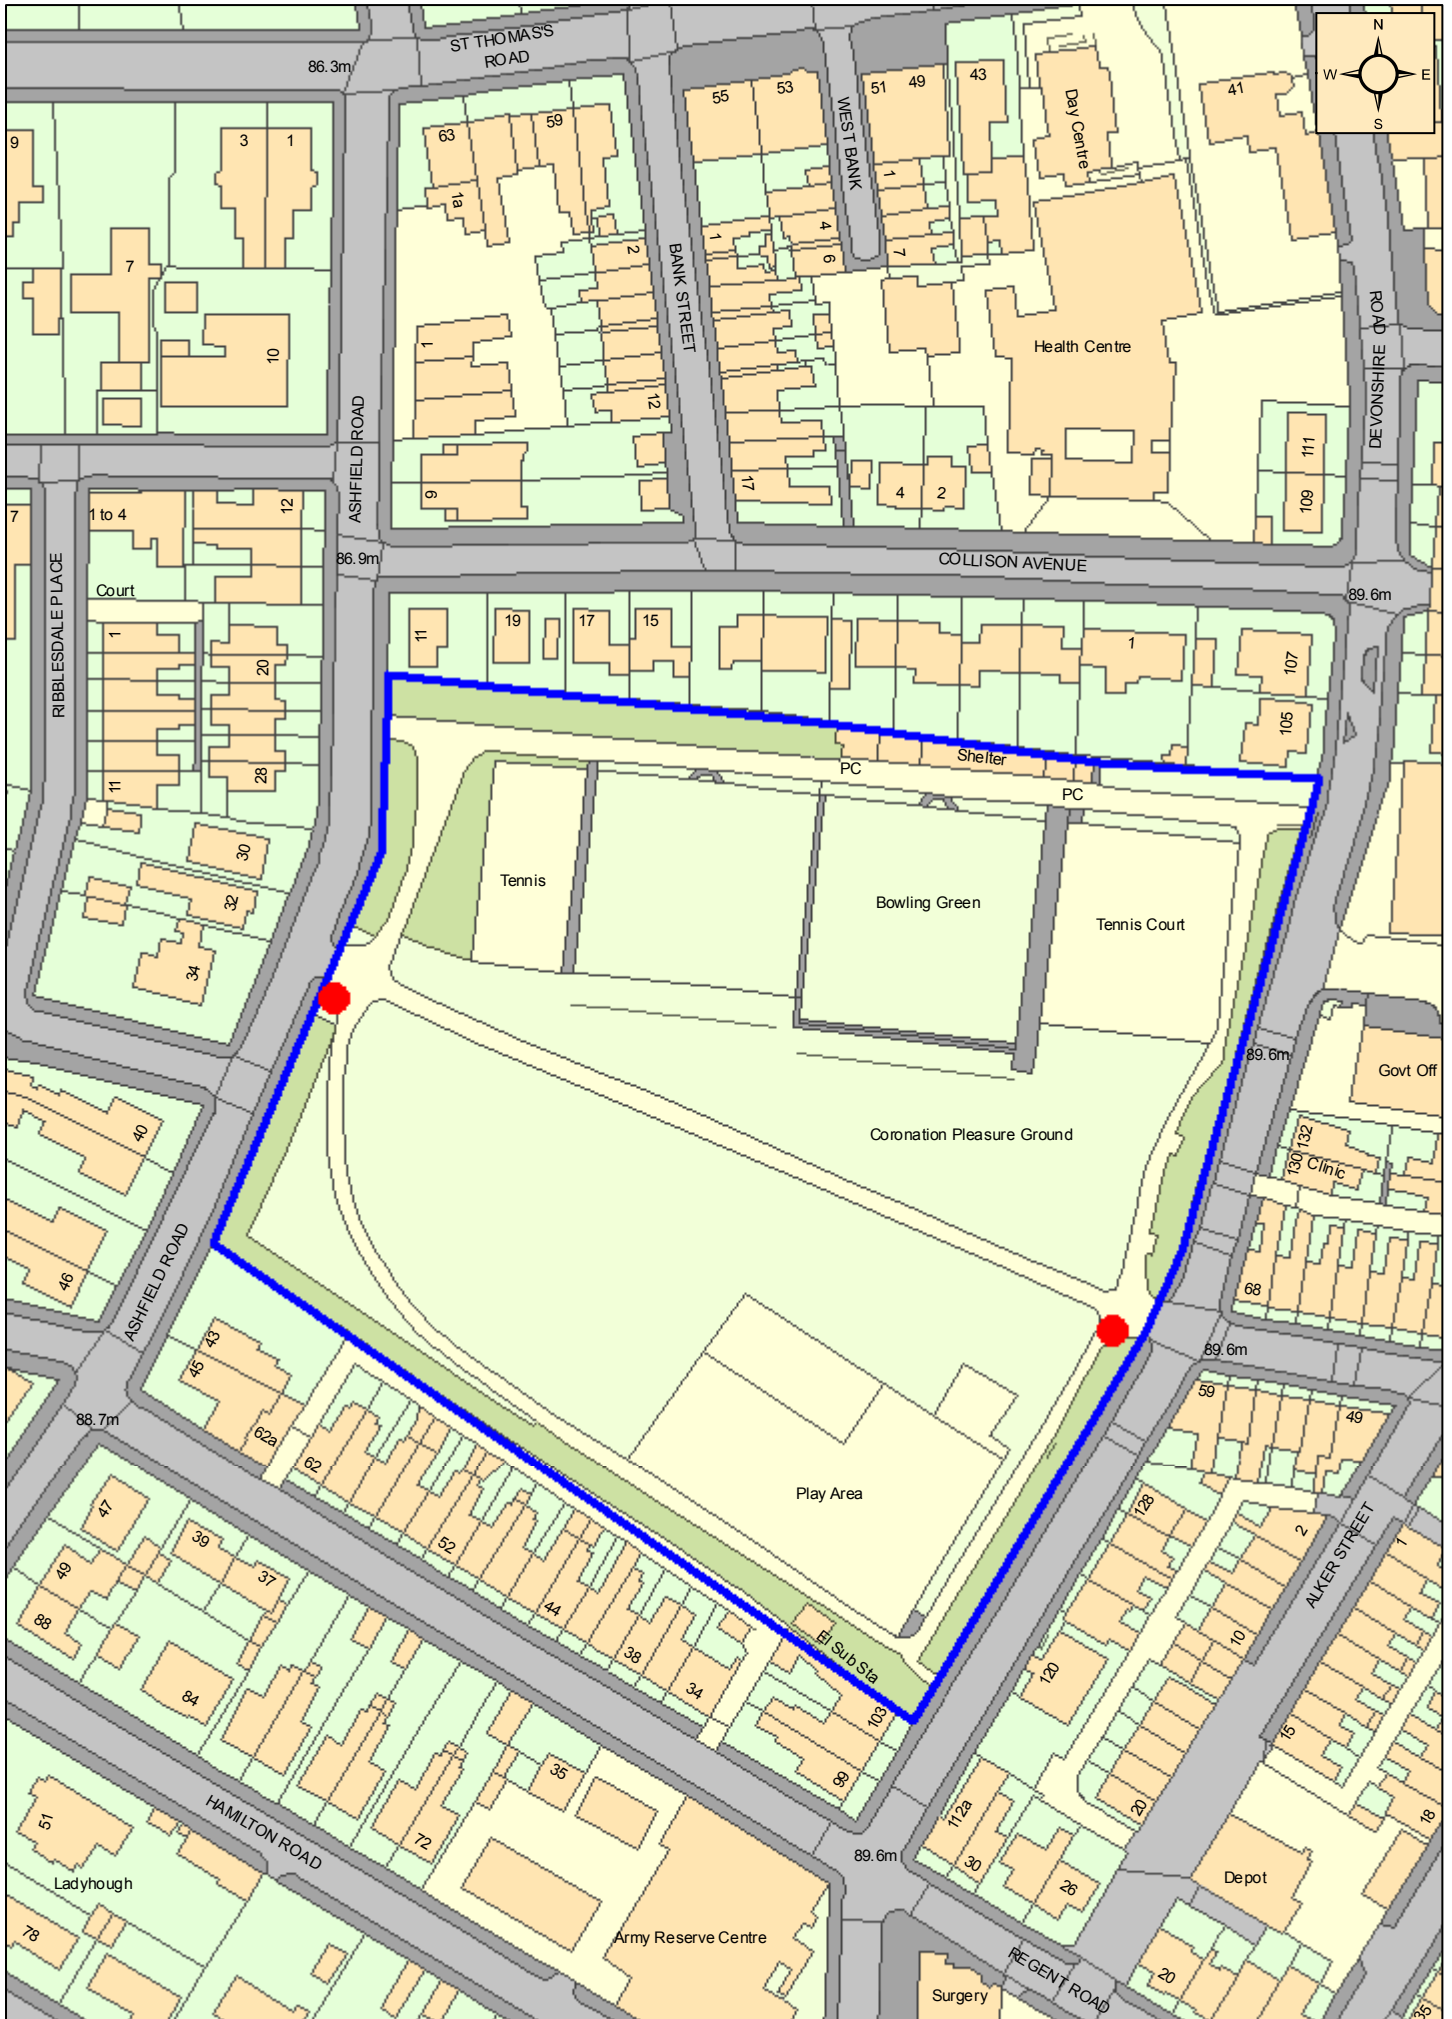 N
W
E
S
ST THOMAS'S
ROAD
86.3m
63
59
1a
55
53
WEST BANK
51
49
43
Day Centre
41
9
3
1
7
10
2
1
4
6
1
7
BANK STREET
1
12
9
17
Health Centre
4
2
111
109
DEVONSHIRE ROAD
ASHFIELD ROAD
7
1 to 4
12
RIBBLESDALE PLACE
86.9m
COLLISON AVENUE
89.6m
Court
1
11
20
28
11
19
17
15
1
107
105
Shelter
PC
PC
30
32
34
Tennis
Bowling Green
Tennis Court
89.6m
Govt Off
40
46
Coronation Pleasure Ground
132
130
Clinic
68
ASHFIELD ROAD
43
45
62a
62
88.7m
89.6m
59
49
128
2
1
ALKER STREET
Play Area
52
44
38
34
El Sub Sta
103
99
47
39
37
49
88
84
120
10
15
20
18
112a
30
26
35
72
HAMILTON ROAD
51
Ladyhough
78
89.6m
Depot
Army Reserve Centre
REGENT ROAD
Surgery
20
35